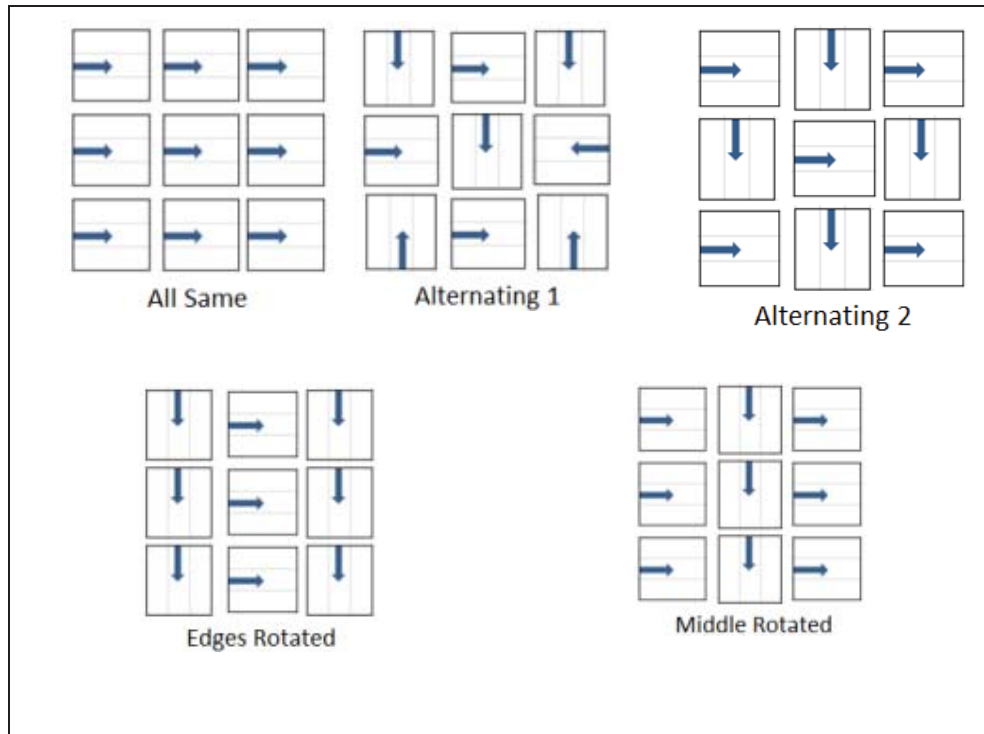 All Same
Alternating 1
Alternating 2
Edges Rotated
Middle Rotated